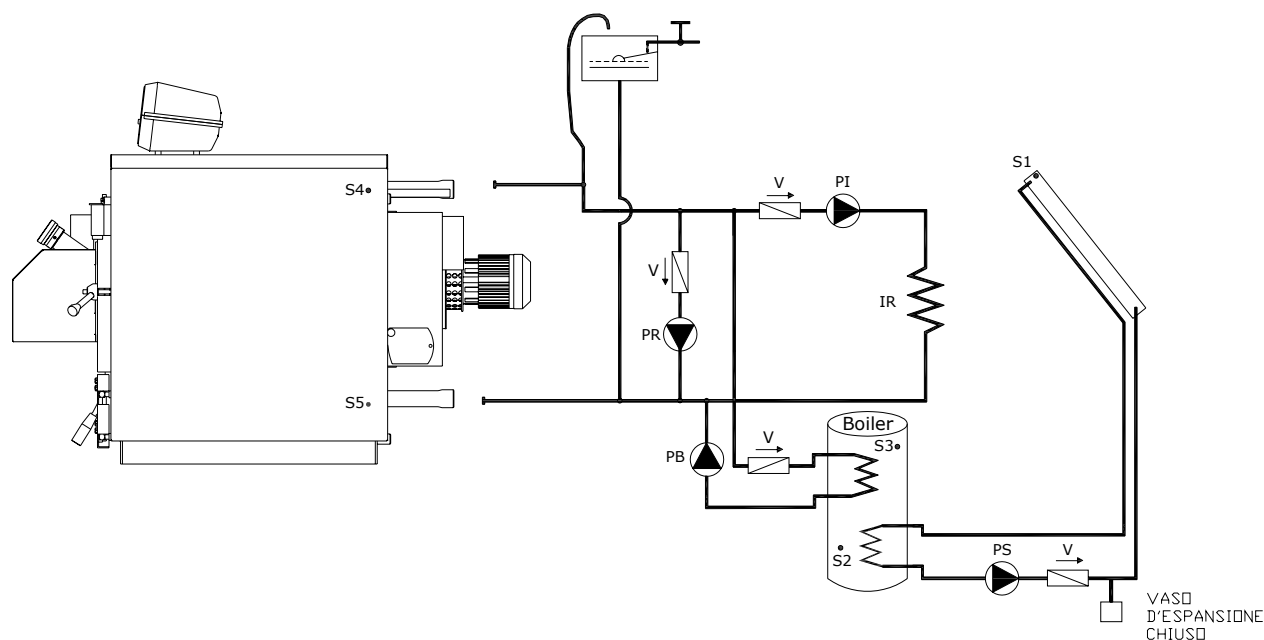 S1
V
PI
S4
V
IR
PR
S5
Boiler
V
S3
PB
PS
V
S2
VASO
D'ESPANSIONE
CHIUSO